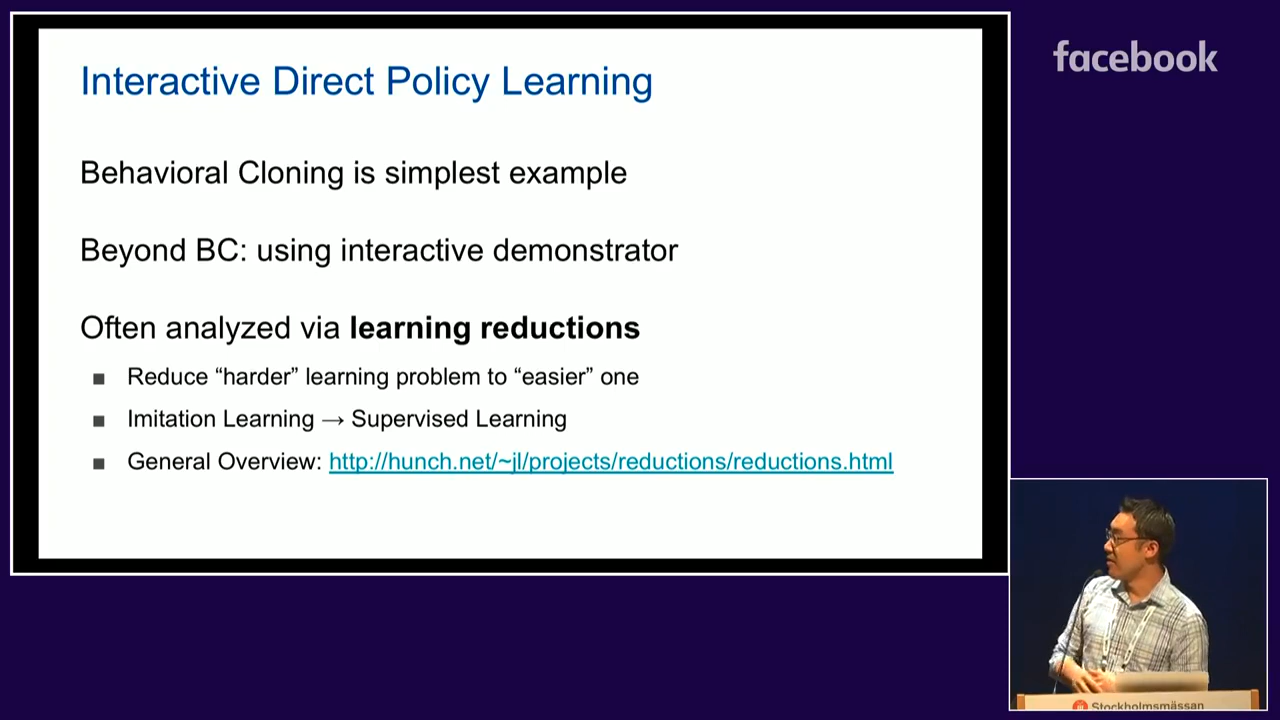 Interactive Direct Policy Learning
facebook
Behavioral Cloning is simplest example
Beyond BC: using interactive demonstrator
Often analyzed via learning reductions
■ Reduce “harder” learning problem to “easier” one
■ Imitation Learning → Supervised Learning
■ General Overview: http://hunch.net/~jl/projects/reductions/reductions.html
Stockholmsmässan